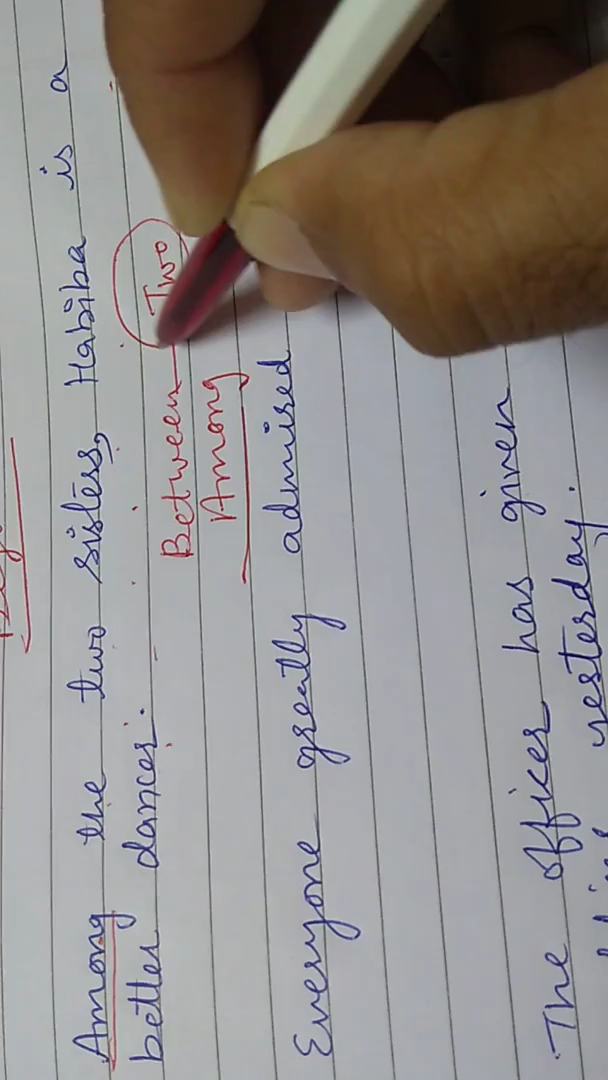 Among the two sisters, Habiba is a
better dancer.
Between - Two
Among
Everyone greatly admired
The officer has given
yesterday.